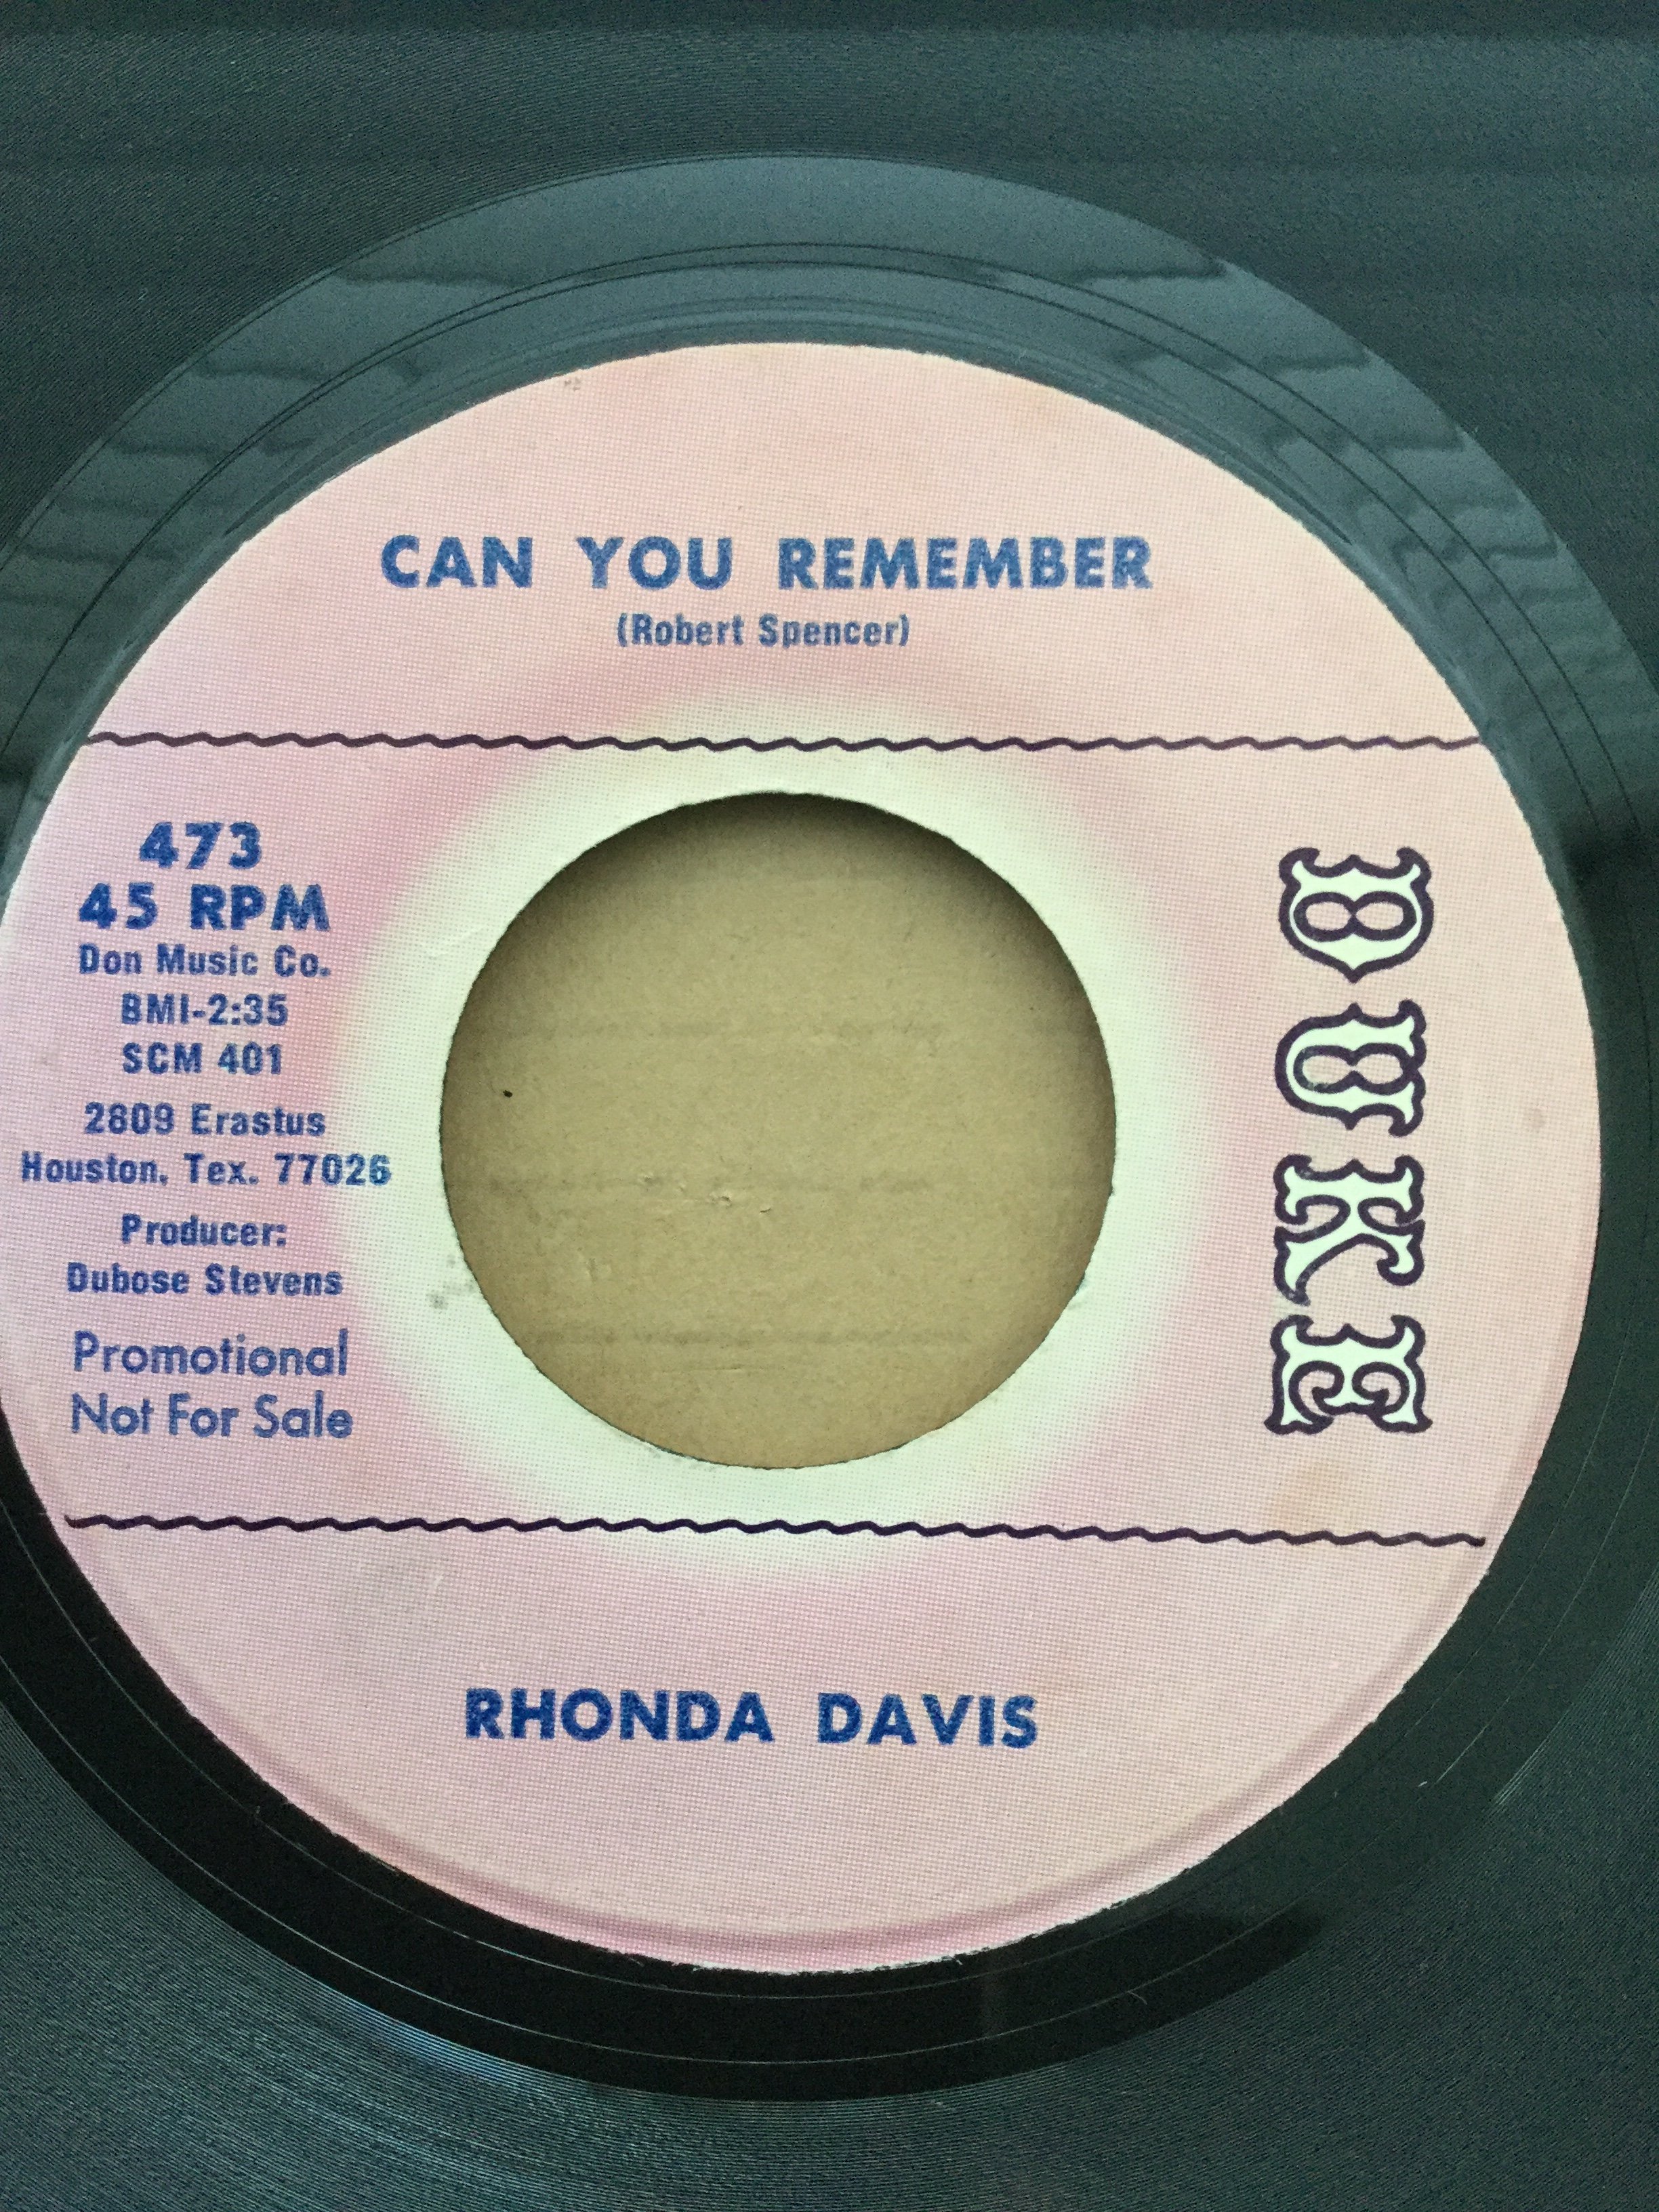 CAN YOU REMEMBER
(Robert Spencer)
473
45 RPM
Don Music Co.
BMI-2:35
SCM 401
2809 Erastus
Houston, Tex. 77026
Producer:
Dubose Stevens
Promotional
Not For Sale
DUKE
RHONDA DAVIS